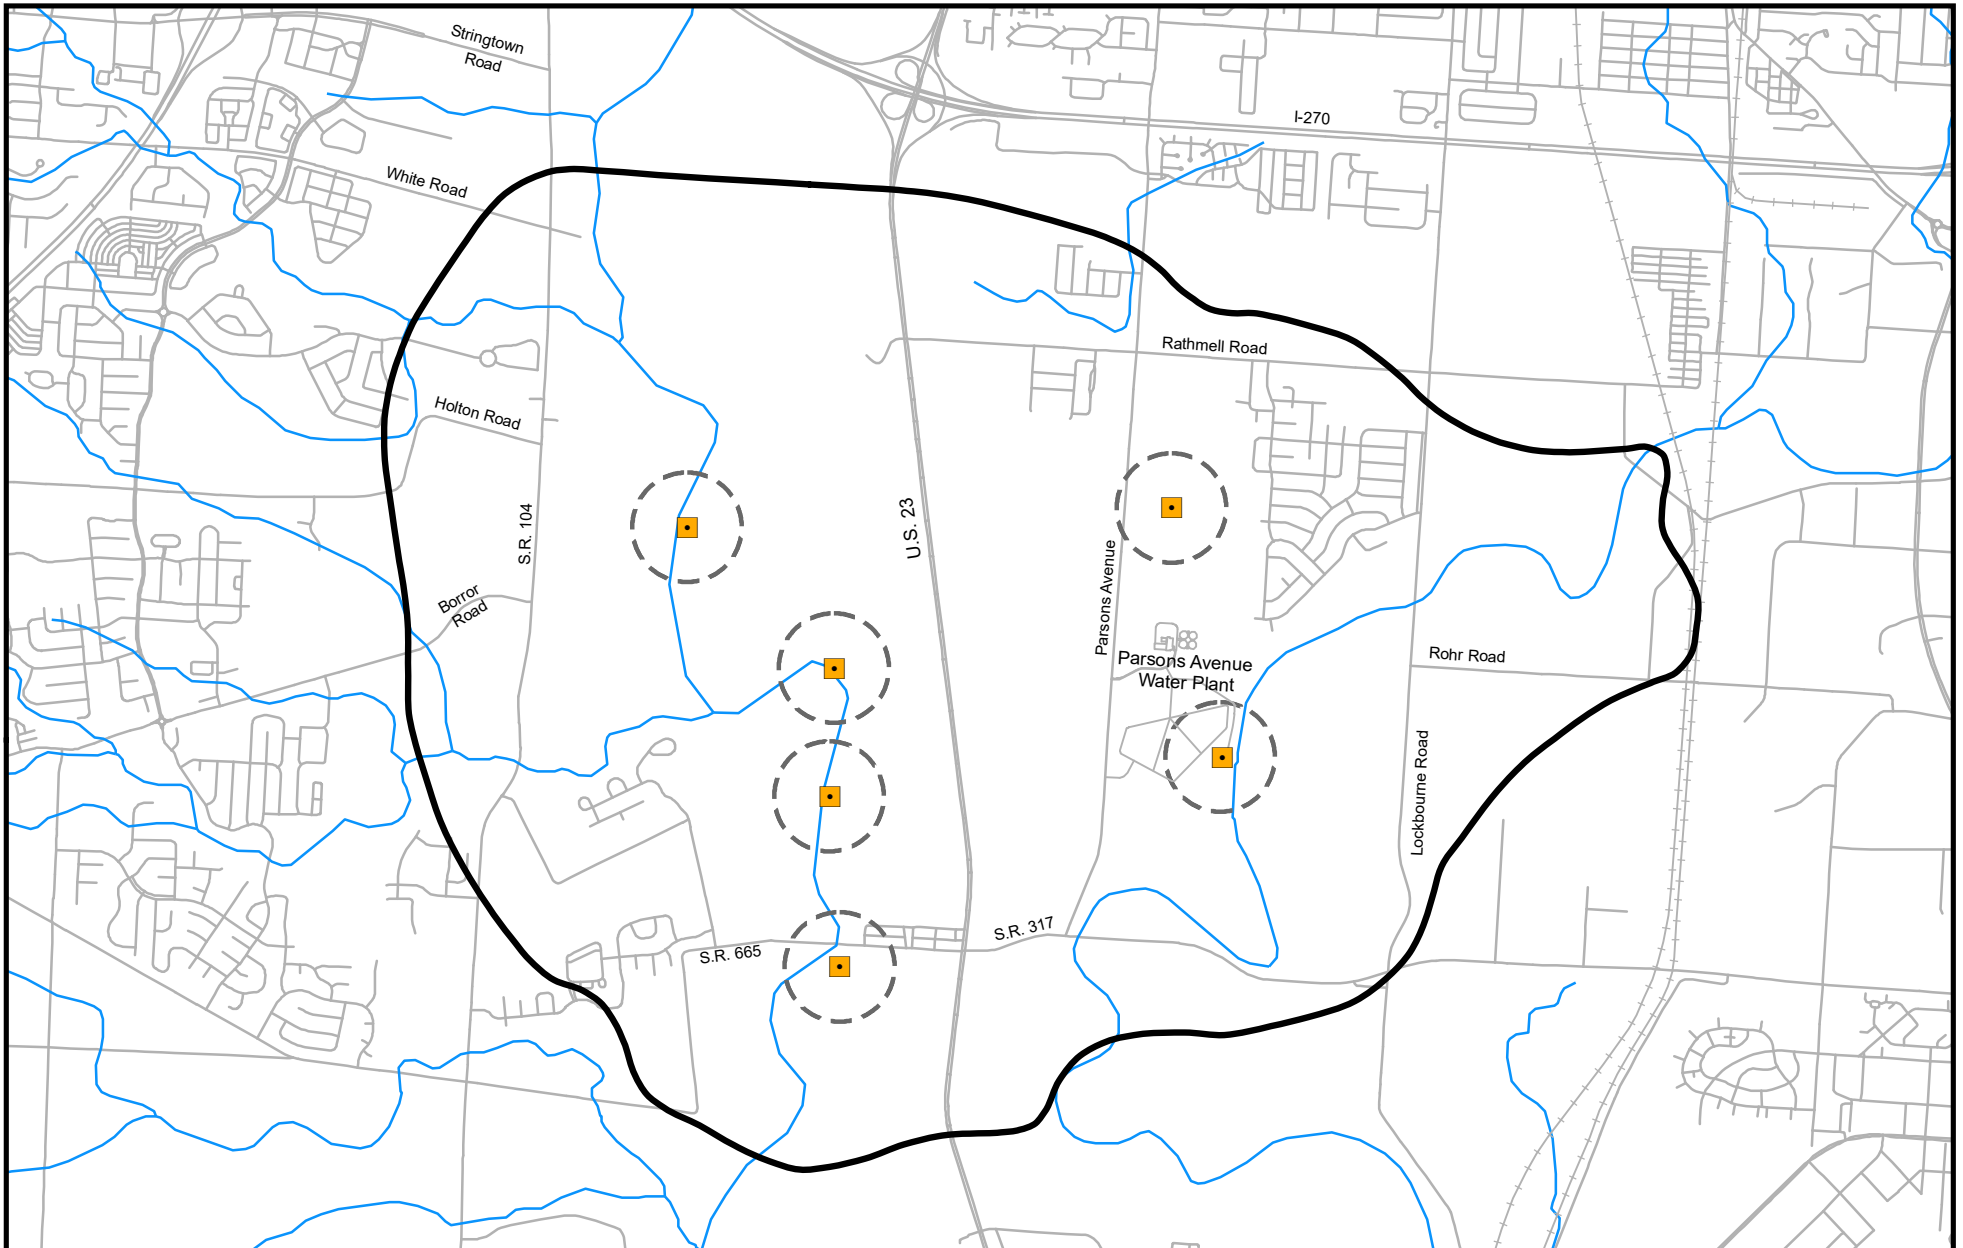 Stringtown
Road
I-270
White Road
Rathmell Road
Holton Road
S.R. 104
U.S. 23
Parsons Avenue
Borror
Road
Parsons Avenue
Water Plant
Rohr Road
Lockbourne Road
S.R. 317
S.R. 665